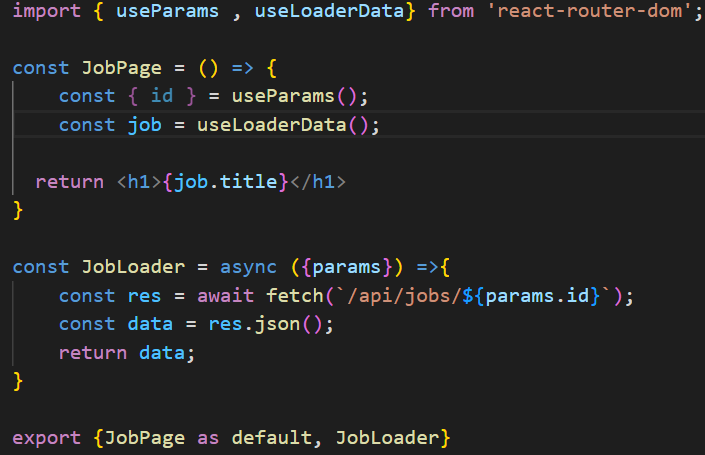 import { useParams , useLoaderData} from 'react-router-dom';
const JobPage = () => {
const { id } = useParams();
const job = useLoaderData();
return <h1>{job.title}</h1>
}
const JobLoader = async ({params}) =>{
const res = await fetch(`/api/jobs/${params.id}`);
const data = res.json();
return data;
}
export {JobPage as default, JobLoader}